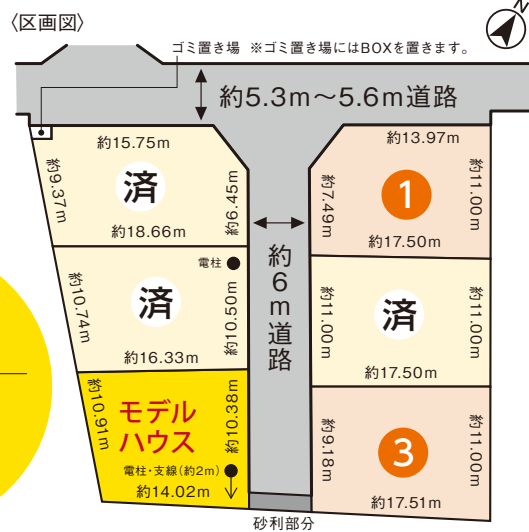 〈区画図〉
N
ゴミ置き場 ※ゴミ置き場にはBOXを置きます。
約5.3m〜5.6m道路
約15.75m
約9.37m
済
約6.45m
約18.66m
約13.97m
約7.49m
1
約11.00m
約17.50m
約6m道路
電柱
約10.74m
済
約10.50m
約16.33m
約11.00m
済
約11.00m
約17.50m
約10.91m
モデル
ハウス
約10.38m
電柱・支線(約2m)
約14.02m
約9.18m
3
約11.00m
約17.51m
砂利部分